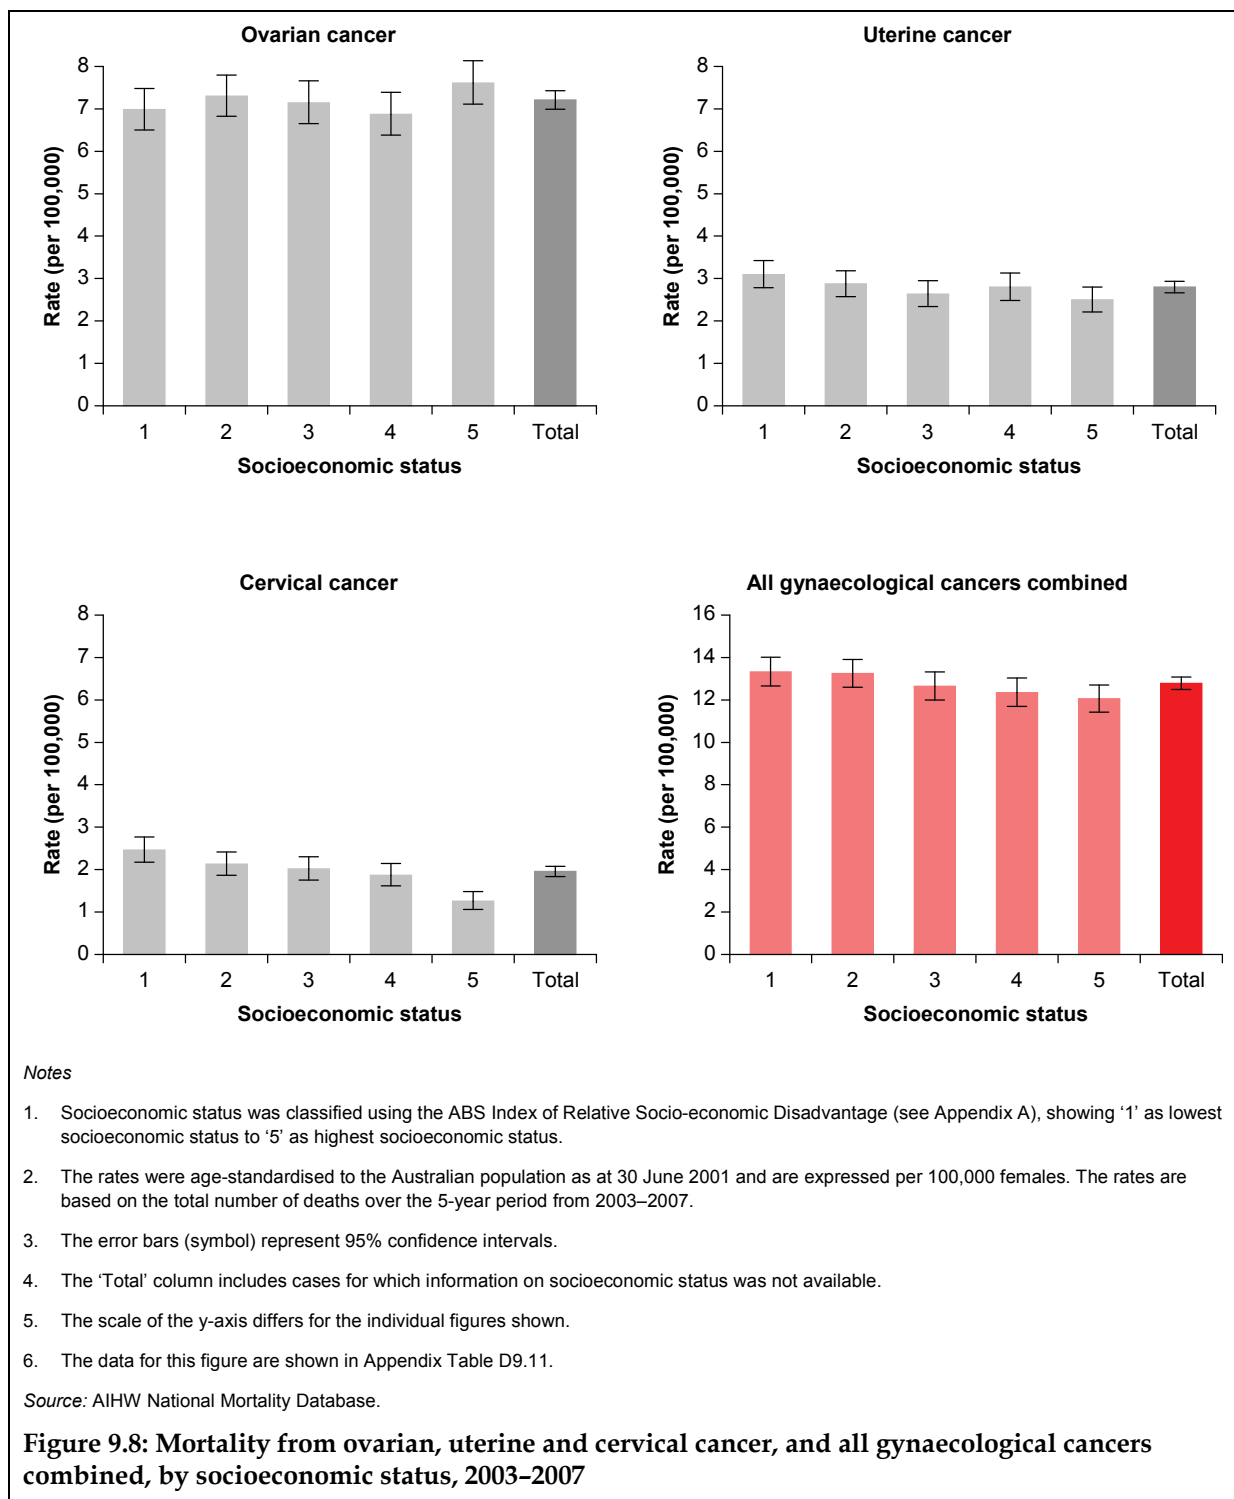 Ovarian cancer
8
7
6
5
4
3
2
1
0
Rate (per 100,000)
1 2 3 4 5 Total
Socioeconomic status
Uterine cancer
8
7
6
5
4
3
2
1
0
Rate (per 100,000)
1 2 3 4 5 Total
Socioeconomic status
Cervical cancer
8
7
6
5
4
3
2
1
0
Rate (per 100,000)
1 2 3 4 5 Total
Socioeconomic status
All gynaecological cancers combined
16
14
12
10
8
6
4
2
0
Rate (per 100,000)
1 2 3 4 5 Total
Socioeconomic status
Notes
1. Socioeconomic status was classified using the ABS Index of Relative Socio-economic Disadvantage (see Appendix A), showing ‘1’ as lowest
socioeconomic status to ‘5’ as highest socioeconomic status.
2. The rates were age-standardised to the Australian population as at 30 June 2001 and are expressed per 100,000 females. The rates are
based on the total number of deaths over the 5-year period from 2003–2007.
3. The error bars (symbol) represent 95% confidence intervals.
4. The ‘Total’ column includes cases for which information on socioeconomic status was not available.
5. The scale of the y-axis differs for the individual figures shown.
6. The data for this figure are shown in Appendix Table D9.11.
Source: AIHW National Mortality Database.
Figure 9.8: Mortality from ovarian, uterine and cervical cancer, and all gynaecological cancers
combined, by socioeconomic status, 2003–2007